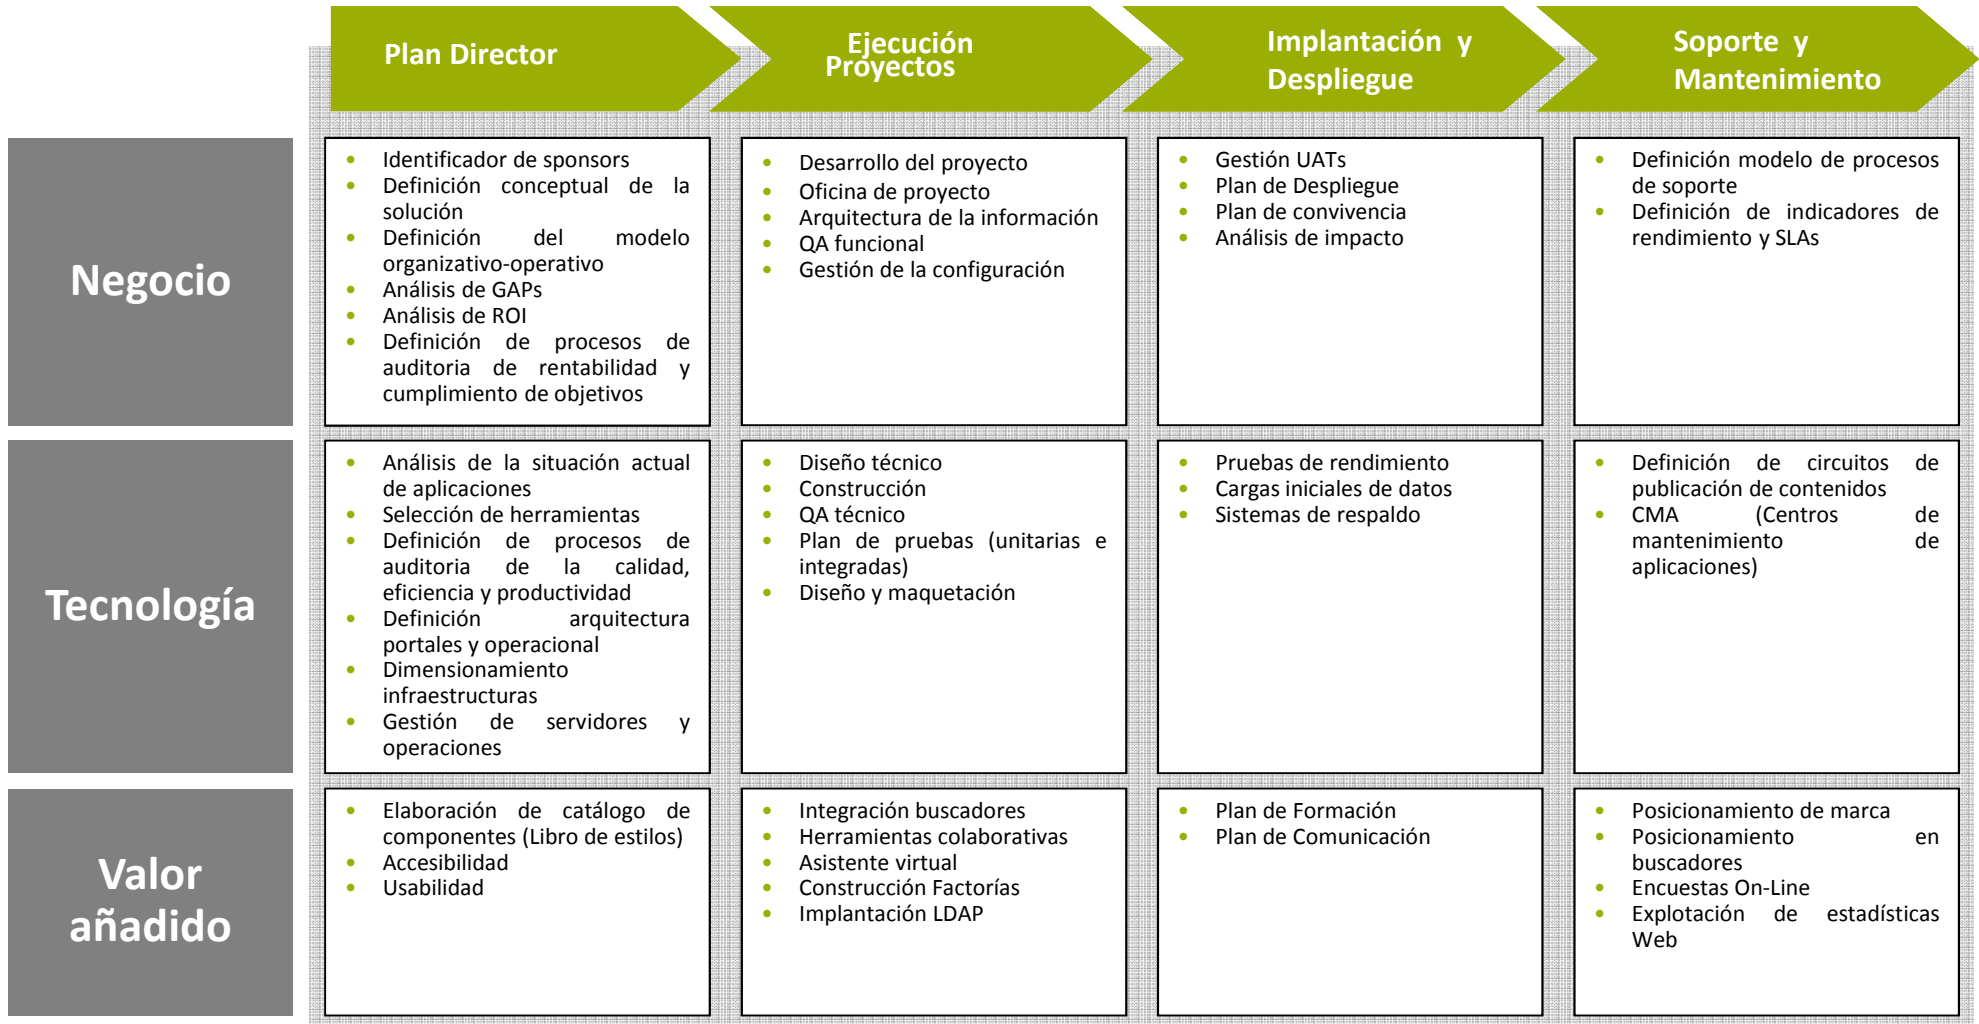 Plan Director
Ejecución
Proyectos
Implantación y
Despliegue
Soporte y
Mantenimiento
Negocio
• Identificador de sponsors
• Definición conceptual de la
solución
• Definición del modelo
organizativo-operativo
• Análisis de GAPs
• Análisis de ROI
• Definición de procesos de
auditoria de rentabilidad y
cumplimiento de objetivos
• Desarrollo del proyecto
• Oficina de proyecto
• Arquitectura de la información
• QA funcional
• Gestión de la configuración
• Gestión UATs
• Plan de Despliegue
• Plan de convivencia
• Análisis de impacto
• Definición modelo de procesos
de soporte
• Definición de indicadores de
rendimiento y SLAs
Tecnología
• Análisis de la situación actual
de aplicaciones
• Selección de herramientas
• Definición de procesos de
auditoria de la calidad,
eficiencia y productividad
• Definición arquitectura
portales y operacional
• Dimensionamiento
infraestructuras
• Gestión de servidores y
operaciones
• Diseño técnico
• Construcción
• QA técnico
• Plan de pruebas (unitarias e
integradas)
• Diseño y maquetación
• Pruebas de rendimiento
• Cargas iniciales de datos
• Sistemas de respaldo
• Definición de circuitos de
publicación de contenidos
• CMA (Centros de
mantenimiento de
aplicaciones)
Valor
añadido
• Elaboración de catálogo de
componentes (Libro de estilos)
• Accesibilidad
• Usabilidad
• Integración buscadores
• Herramientas colaborativas
• Asistente virtual
• Construcción Factorías
• Implantación LDAP
• Plan de Formación
• Plan de Comunicación
• Posicionamiento de marca
• Posicionamiento en
buscadores
• Encuestas On-Line
• Explotación de estadísticas
Web